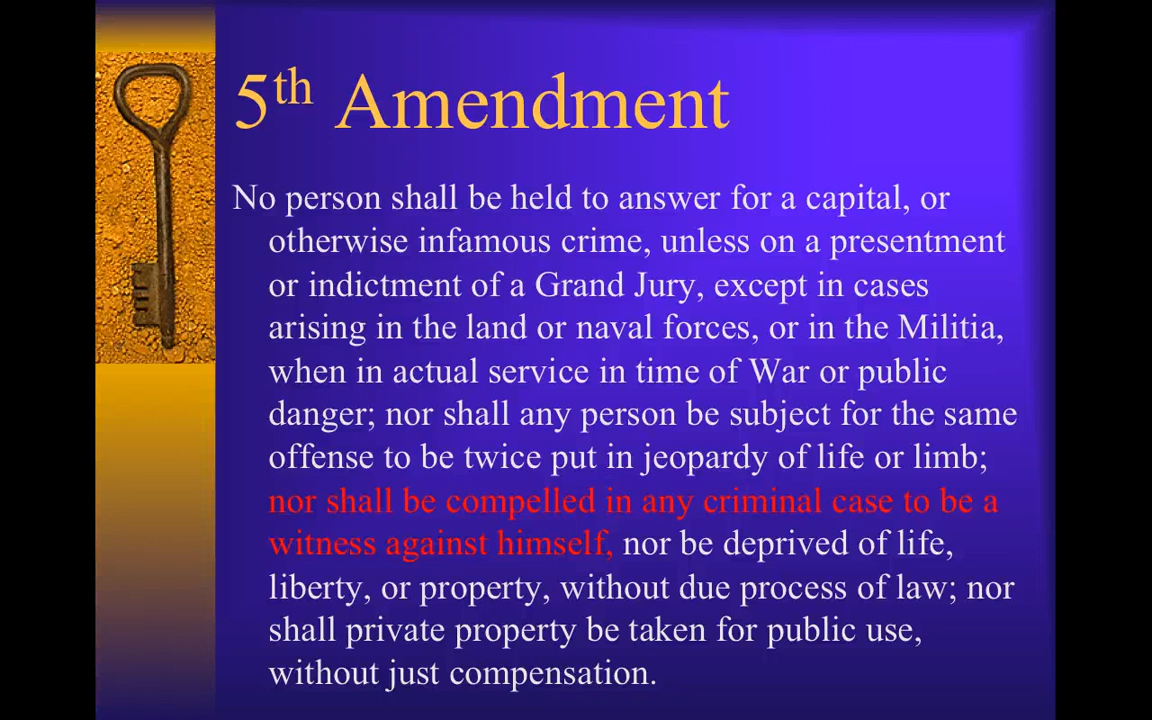 5th Amendment
No person shall be held to answer for a capital, or
otherwise infamous crime, unless on a presentment
or indictment of a Grand Jury, except in cases
arising in the land or naval forces, or in the Militia,
when in actual service in time of War or public
danger; nor shall any person be subject for the same
offense to be twice put in jeopardy of life or limb;
nor shall be compelled in any criminal case to be a
witness against himself, nor be deprived of life,
liberty, or property, without due process of law; nor
shall private property be taken for public use,
without just compensation.